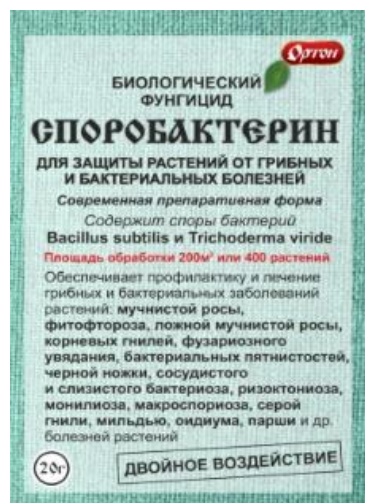 Ортон
БИОЛОГИЧЕСКИЙ
ФУНГИЦИД
СПОРОБАКТЕРИН
ДЛЯ ЗАЩИТЫ РАСТЕНИЙ ОТ ГРИБНЫХ
И БАКТЕРИАЛЬНЫХ БОЛЕЗНЕЙ
Современная препаративная форма
Содержит споры бактерий
Bacillus subtilis и Trichoderma viride
Площадь обработки 200м² или 400 растений
Обеспечивает профилактику и лечение
грибных и бактериальных заболеваний
растений: мучнистой росы,
фитофтороза, ложной мучнистой росы,
корневых гнилей, фузариозного
увядания, бактериальных пятнистостей,
черной ножки, сосудистого
и слизистого бактериоза, ризоктониоза,
монилиоза, макроспориоза, серой
гнили, мильдью, оидиума, парши и др.
болезней растений
20г
ДВОЙНОЕ ВОЗДЕЙСТВИЕ